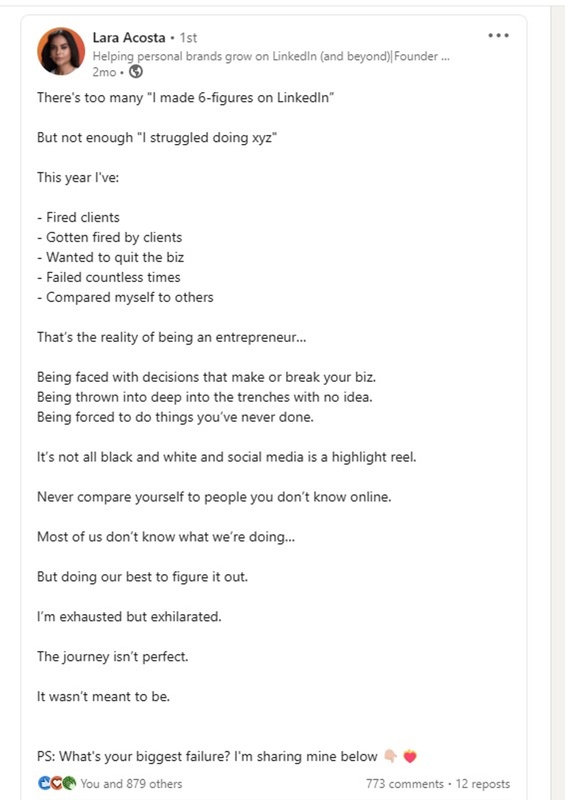 Lara Acosta • 1st
Helping personal brands grow on LinkedIn (and beyond)|Founder ...
2mo •
There's too many "I made 6-figures on LinkedIn"
But not enough "I struggled doing xyz"
This year I've:
- Fired clients
- Gotten fired by clients
- Wanted to quit the biz
- Failed countless times
- Compared myself to others
That's the reality of being an entrepreneur...
Being faced with decisions that make or break your biz.
Being thrown into deep into the trenches with no idea.
Being forced to do things you've never done.
It's not all black and white and social media is a highlight reel.
Never compare yourself to people you don't know online.
Most of us don't know what we're doing...
But doing our best to figure it out.
I'm exhausted but exhilarated.
The journey isn't perfect.
It wasn't meant to be.
PS: What's your biggest failure? I'm sharing mine below 👇🏼 🍓
You and 879 others 773 comments • 12 reposts